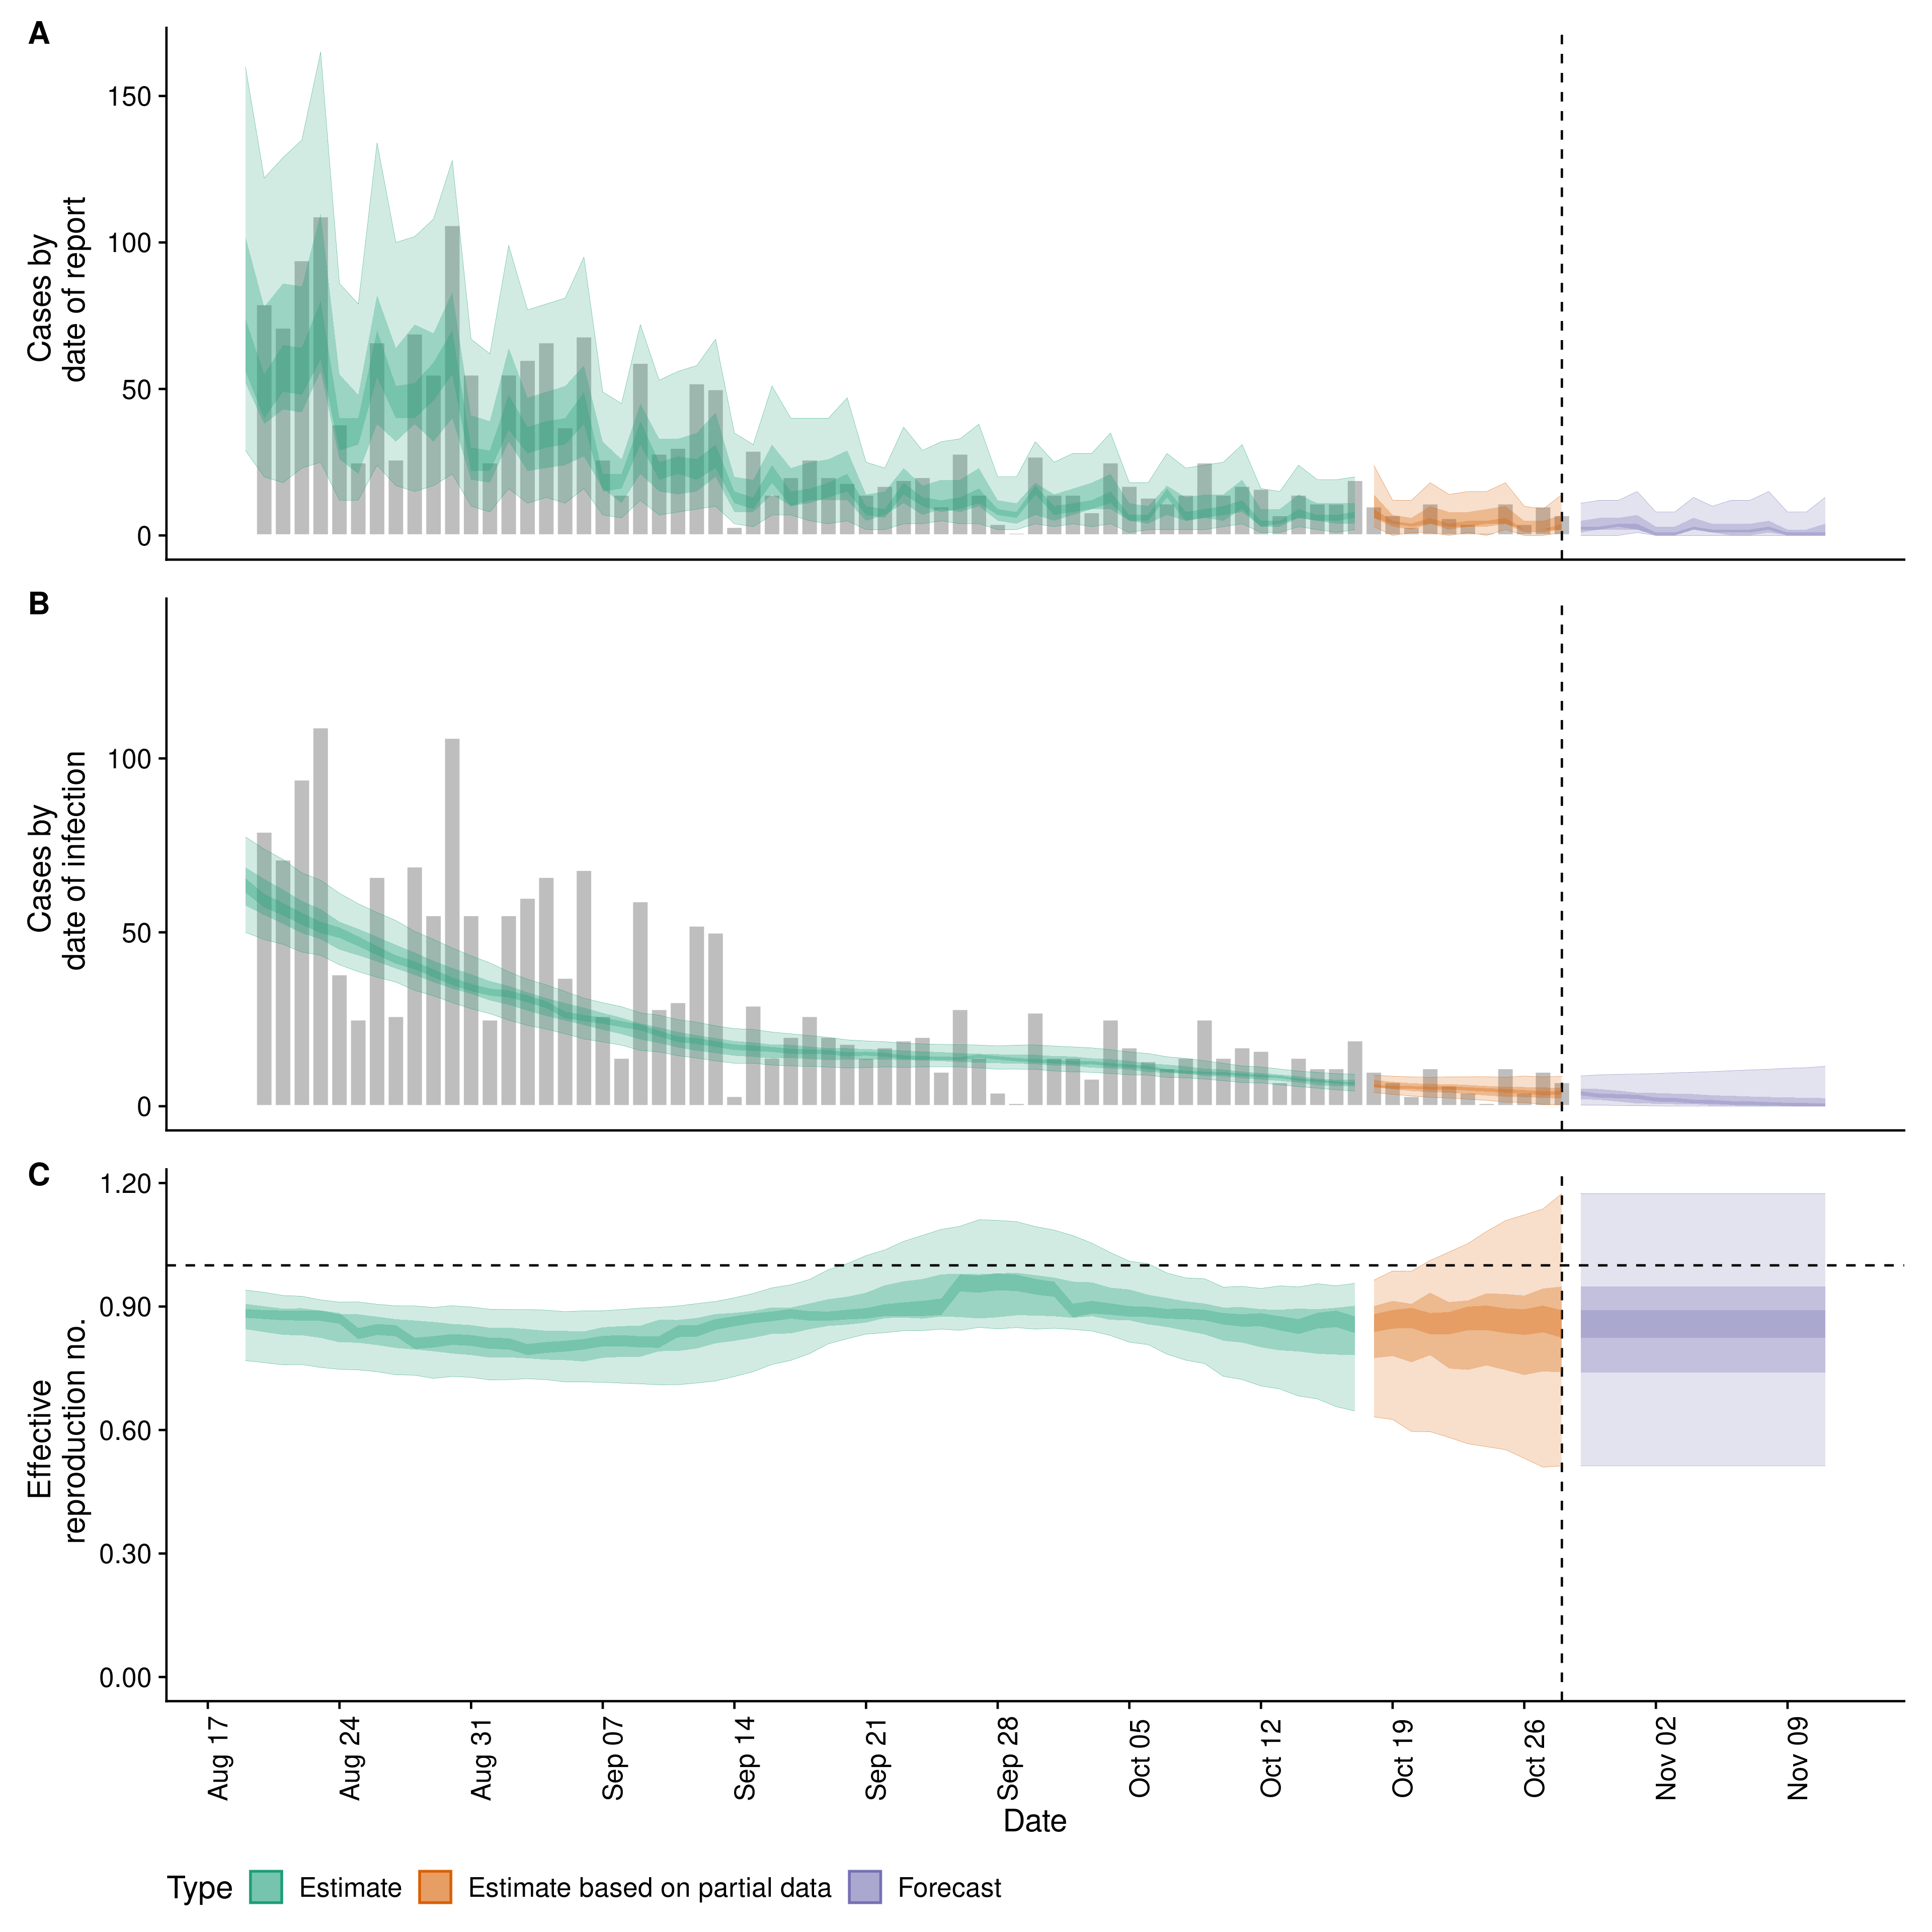 A
Cases by
date of report
150
100
50
0
B
Cases by
date of infection
100
50
0
C
Effective
reproduction no.
1.20
0.90
0.60
0.30
0.00
Aug 17
Aug 24
Aug 31
Sep 07
Sep 14
Sep 21
Sep 28
Oct 05
Oct 12
Oct 19
Oct 26
Nov 02
Nov 09
Date
Type Estimate Estimate based on partial data Forecast